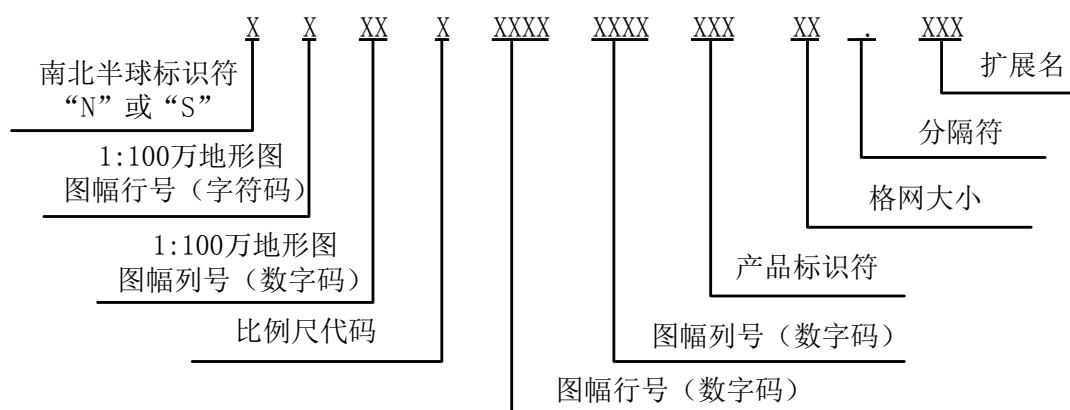 X X XX X XXXX XXXX XXX XX . XXX
南北半球标识符
“N”或“S”
扩展名
分隔符
1:100万地形图
图幅行号（字符码）
格网大小
1:100万地形图
图幅列号（数字码）
产品标识符
比例尺代码
图幅列号（数字码）
图幅行号（数字码）